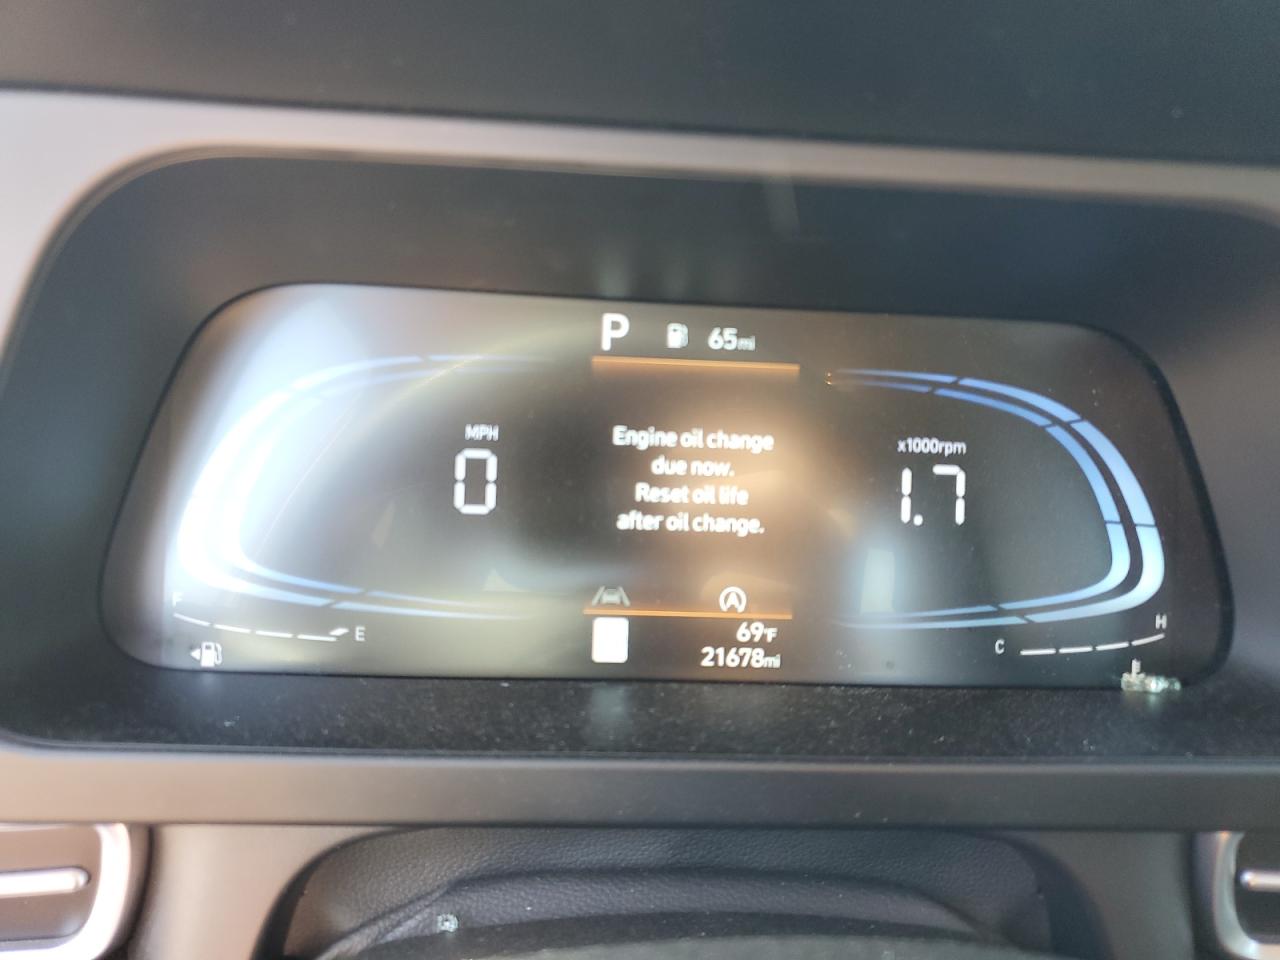 P 65mi
MPH
0
Engine oil change
due now.
Reset oil life
after oil change.
x1000rpm
1.7
A
F
E
69°F
21678mi
C
H